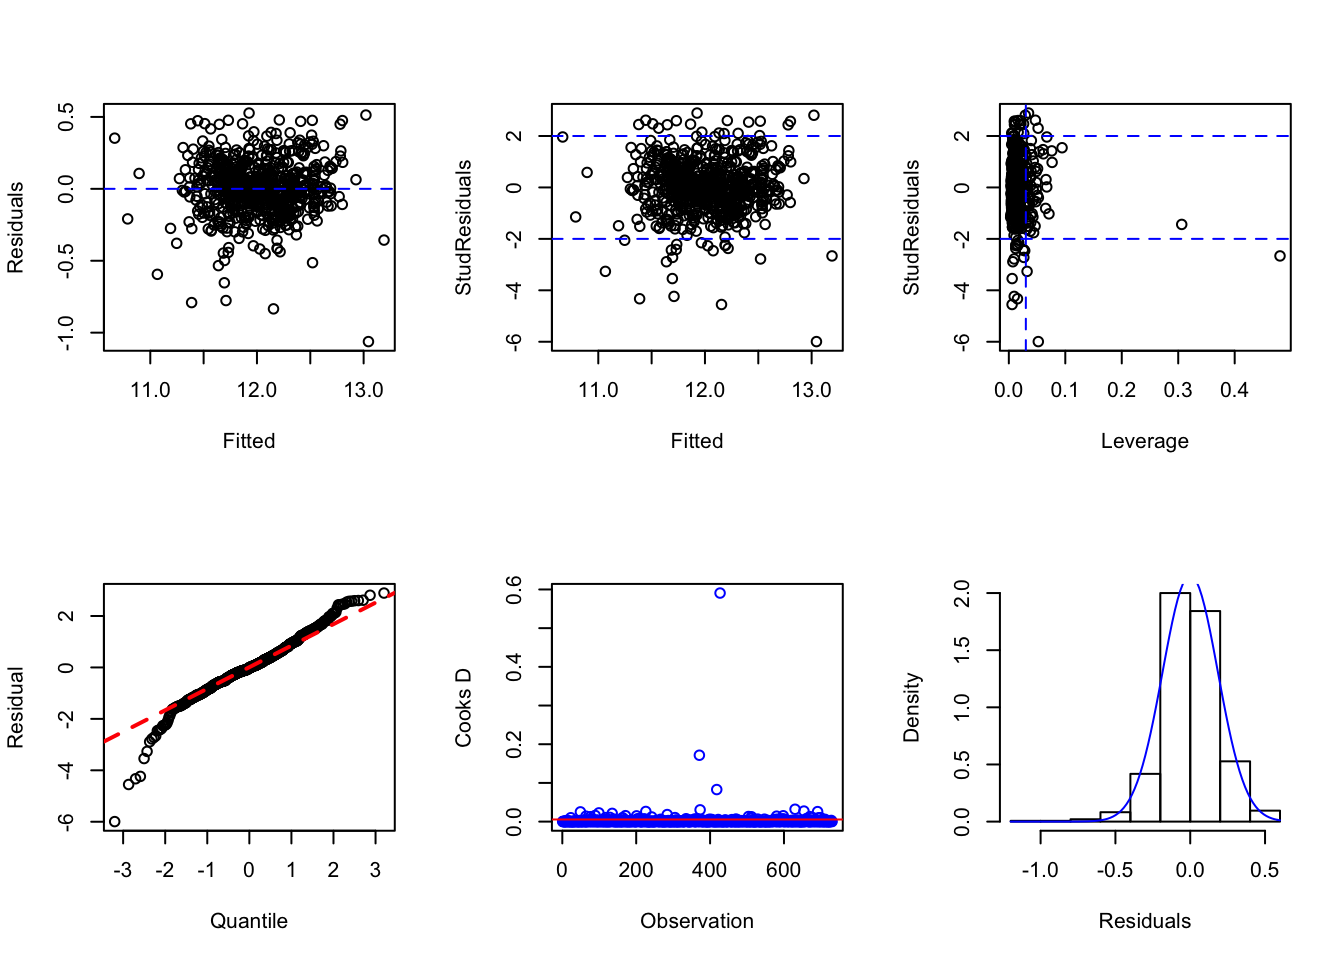 Residuals
-1.0 -0.5 0.0 0.5
11.0 12.0 13.0
Fitted
StudResiduals
-6 -4 -2 0 2
11.0 12.0 13.0
Fitted
StudResiduals
-6 -4 -2 0 2
0.0 0.1 0.2 0.3 0.4
Leverage
Residual
-6 -4 -2 0 2
-3 -2 -1 0 1 2 3
Quantile
Cooks D
0.0 0.2 0.4 0.6
0 200 400 600
Observation
Density
0.0 0.5 1.0 1.5 2.0
-1.0 -0.5 0.0 0.5
Residuals